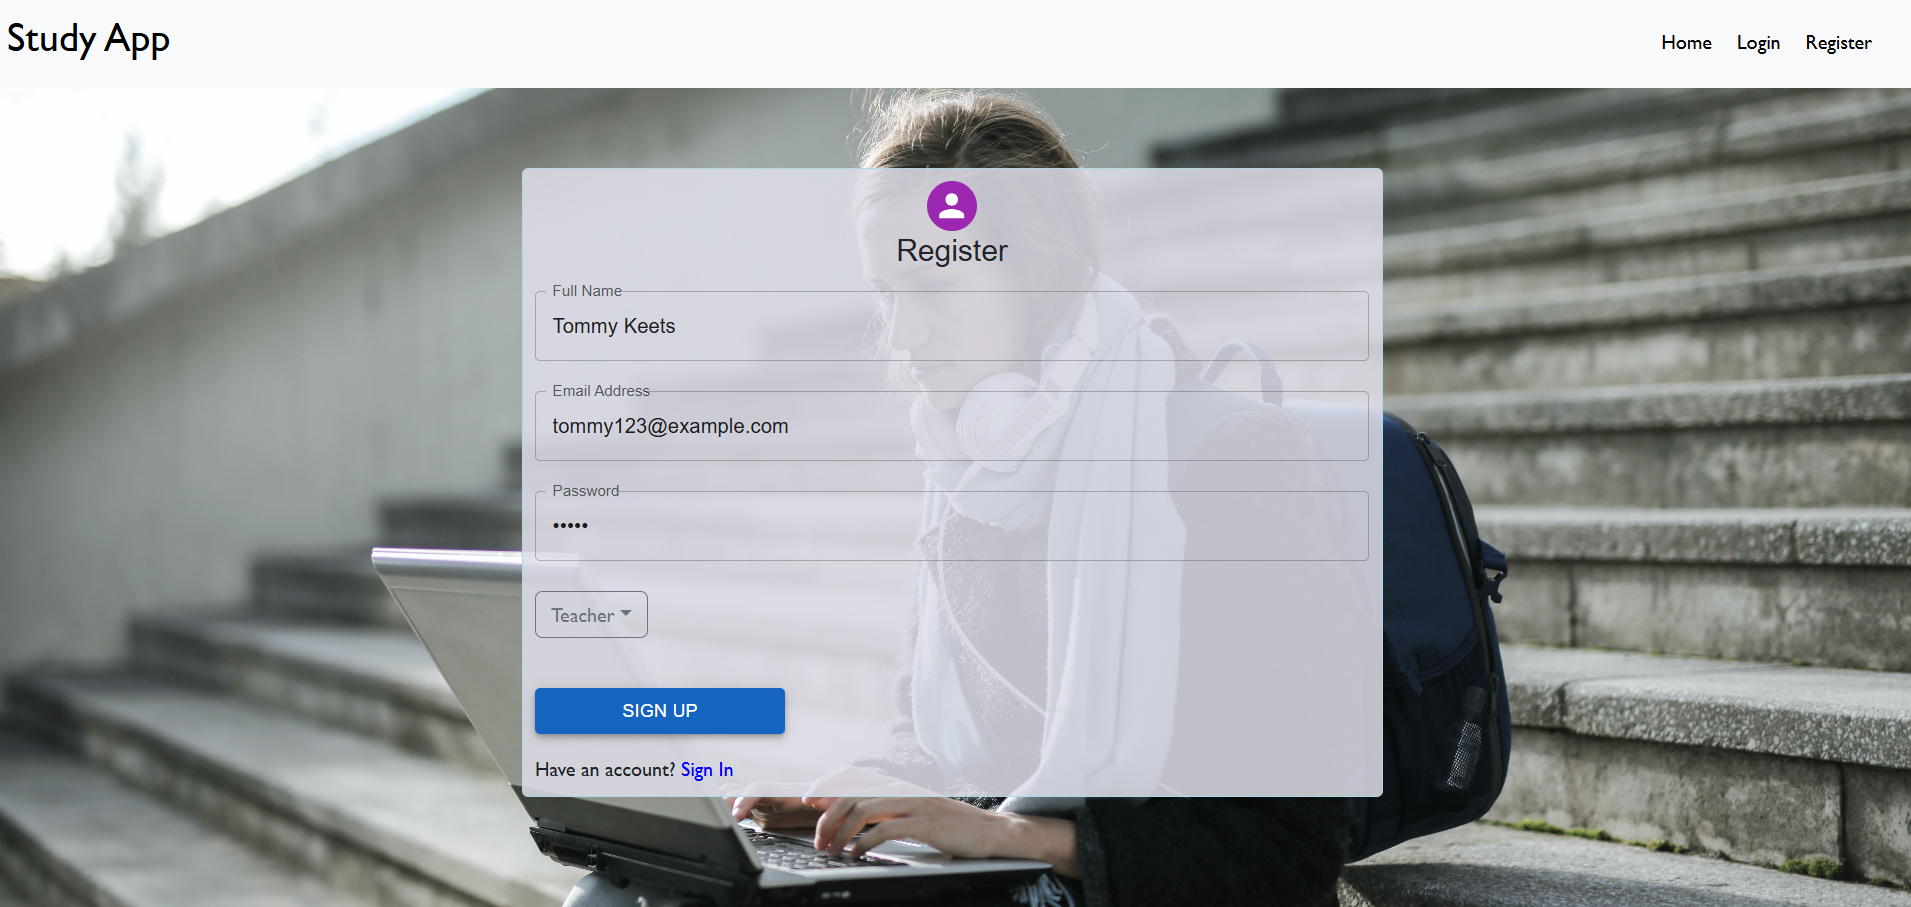 Study App
Home Login Register
Register
Full Name
Tommy Keets
Email Address
tommy123@example.com
Password
•••••
Teacher
SIGN UP
Have an account? Sign In